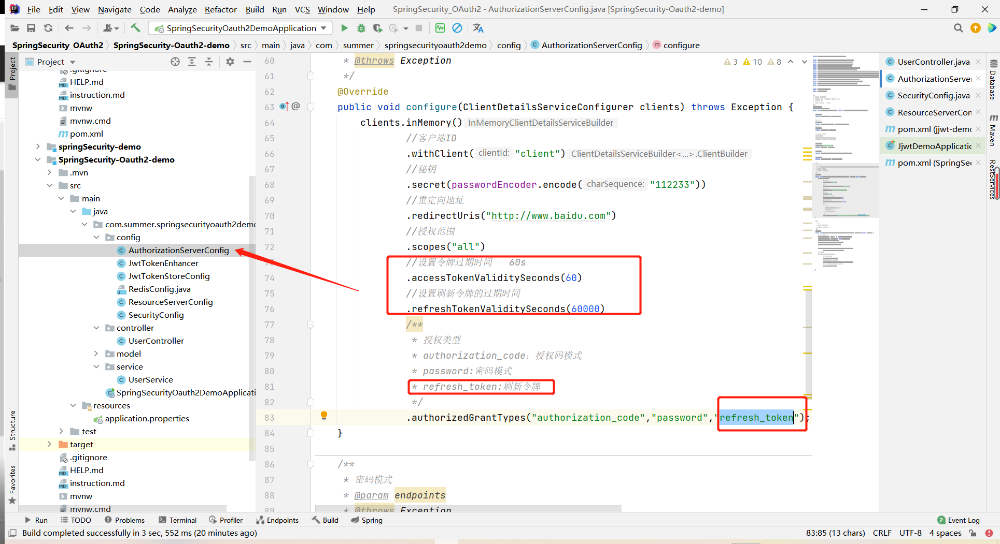 File Edit View Navigate Code Analyze Refactor Build Run VCS Window Help SpringSecurity_OAuth2 - AuthorizationServerConfig.java [SpringSecurity-Oauth2-demo]
SpringSecurityOauth2DemoApplication
SpringSecurity_OAuth2 SpringSecurity-Oauth2-demo src main java com summer springsecurityoauth2demo config AuthorizationServerConfig configure
Project
Project
Structure
Favorites
.gitignore
HELP.md
instruction.md
mvnw
mvnw.cmd
pom.xml
springSecurity-demo
SpringSecurity-Oauth2-demo
.mvn
src
main
java
com.summer.springsecurityoauth2demo
config
AuthorizationServerConfig
JwtTokenEnhancer
JwtTokenStoreConfig
RedisConfig.java
ResourceServerConfig
SecurityConfig
controller
UserController
model
service
UserService
SpringSecurityOauth2DemoApplicati
resources
application.properties
test
target
.gitignore
HELP.md
instruction.md
mvnw
mvnw.cmd
3 10 8
60 * @throws Exception
61 */
62 @Override
63 public void configure(ClientDetailsServiceConfigurer clients) throws Exception {
64 clients.inMemory() InMemoryClientDetailsServiceBuilder
65 //客户端ID
66 .withClient( clientId: "client") ClientDetailsServiceBuilder<...>.ClientBuilder
67 //秘钥
68 .secret(passwordEncoder.encode( charSequence: "112233"))
69 //重定向地址
70 .redirectUris("http://www.baidu.com")
71 //授权范围
72 .scopes("all")
73 //设置令牌过期时间 60s
74 .accessTokenValiditySeconds(60)
75 //设置刷新令牌的过期时间
76 .refreshTokenValiditySeconds(60000)
77 /**
78 * 授权类型
79 * authorization_code：授权码模式
80 * password:密码模式
81 * refresh_token:刷新令牌
82 */
83 .authorizedGrantTypes("authorization_code","password","refresh_token");
84 }
85
86 /**
87 * 密码模式
88 * @param endpoints
89 * @throws Exception
UserController.java
AuthorizationServer
SecurityConfig.java
ResourceServerCon
pom.xml (jjwt-demo
JjwtDemoApplicatic
pom.xml (SpringSec
Database
Maven
RestServices
Run TODO Problems Terminal Profiler Endpoints Build Spring 2 Event Log
Build completed successfully in 3 sec, 552 ms (20 minutes ago) 83:85 (13 chars) CRLF UTF-8 4 spaces